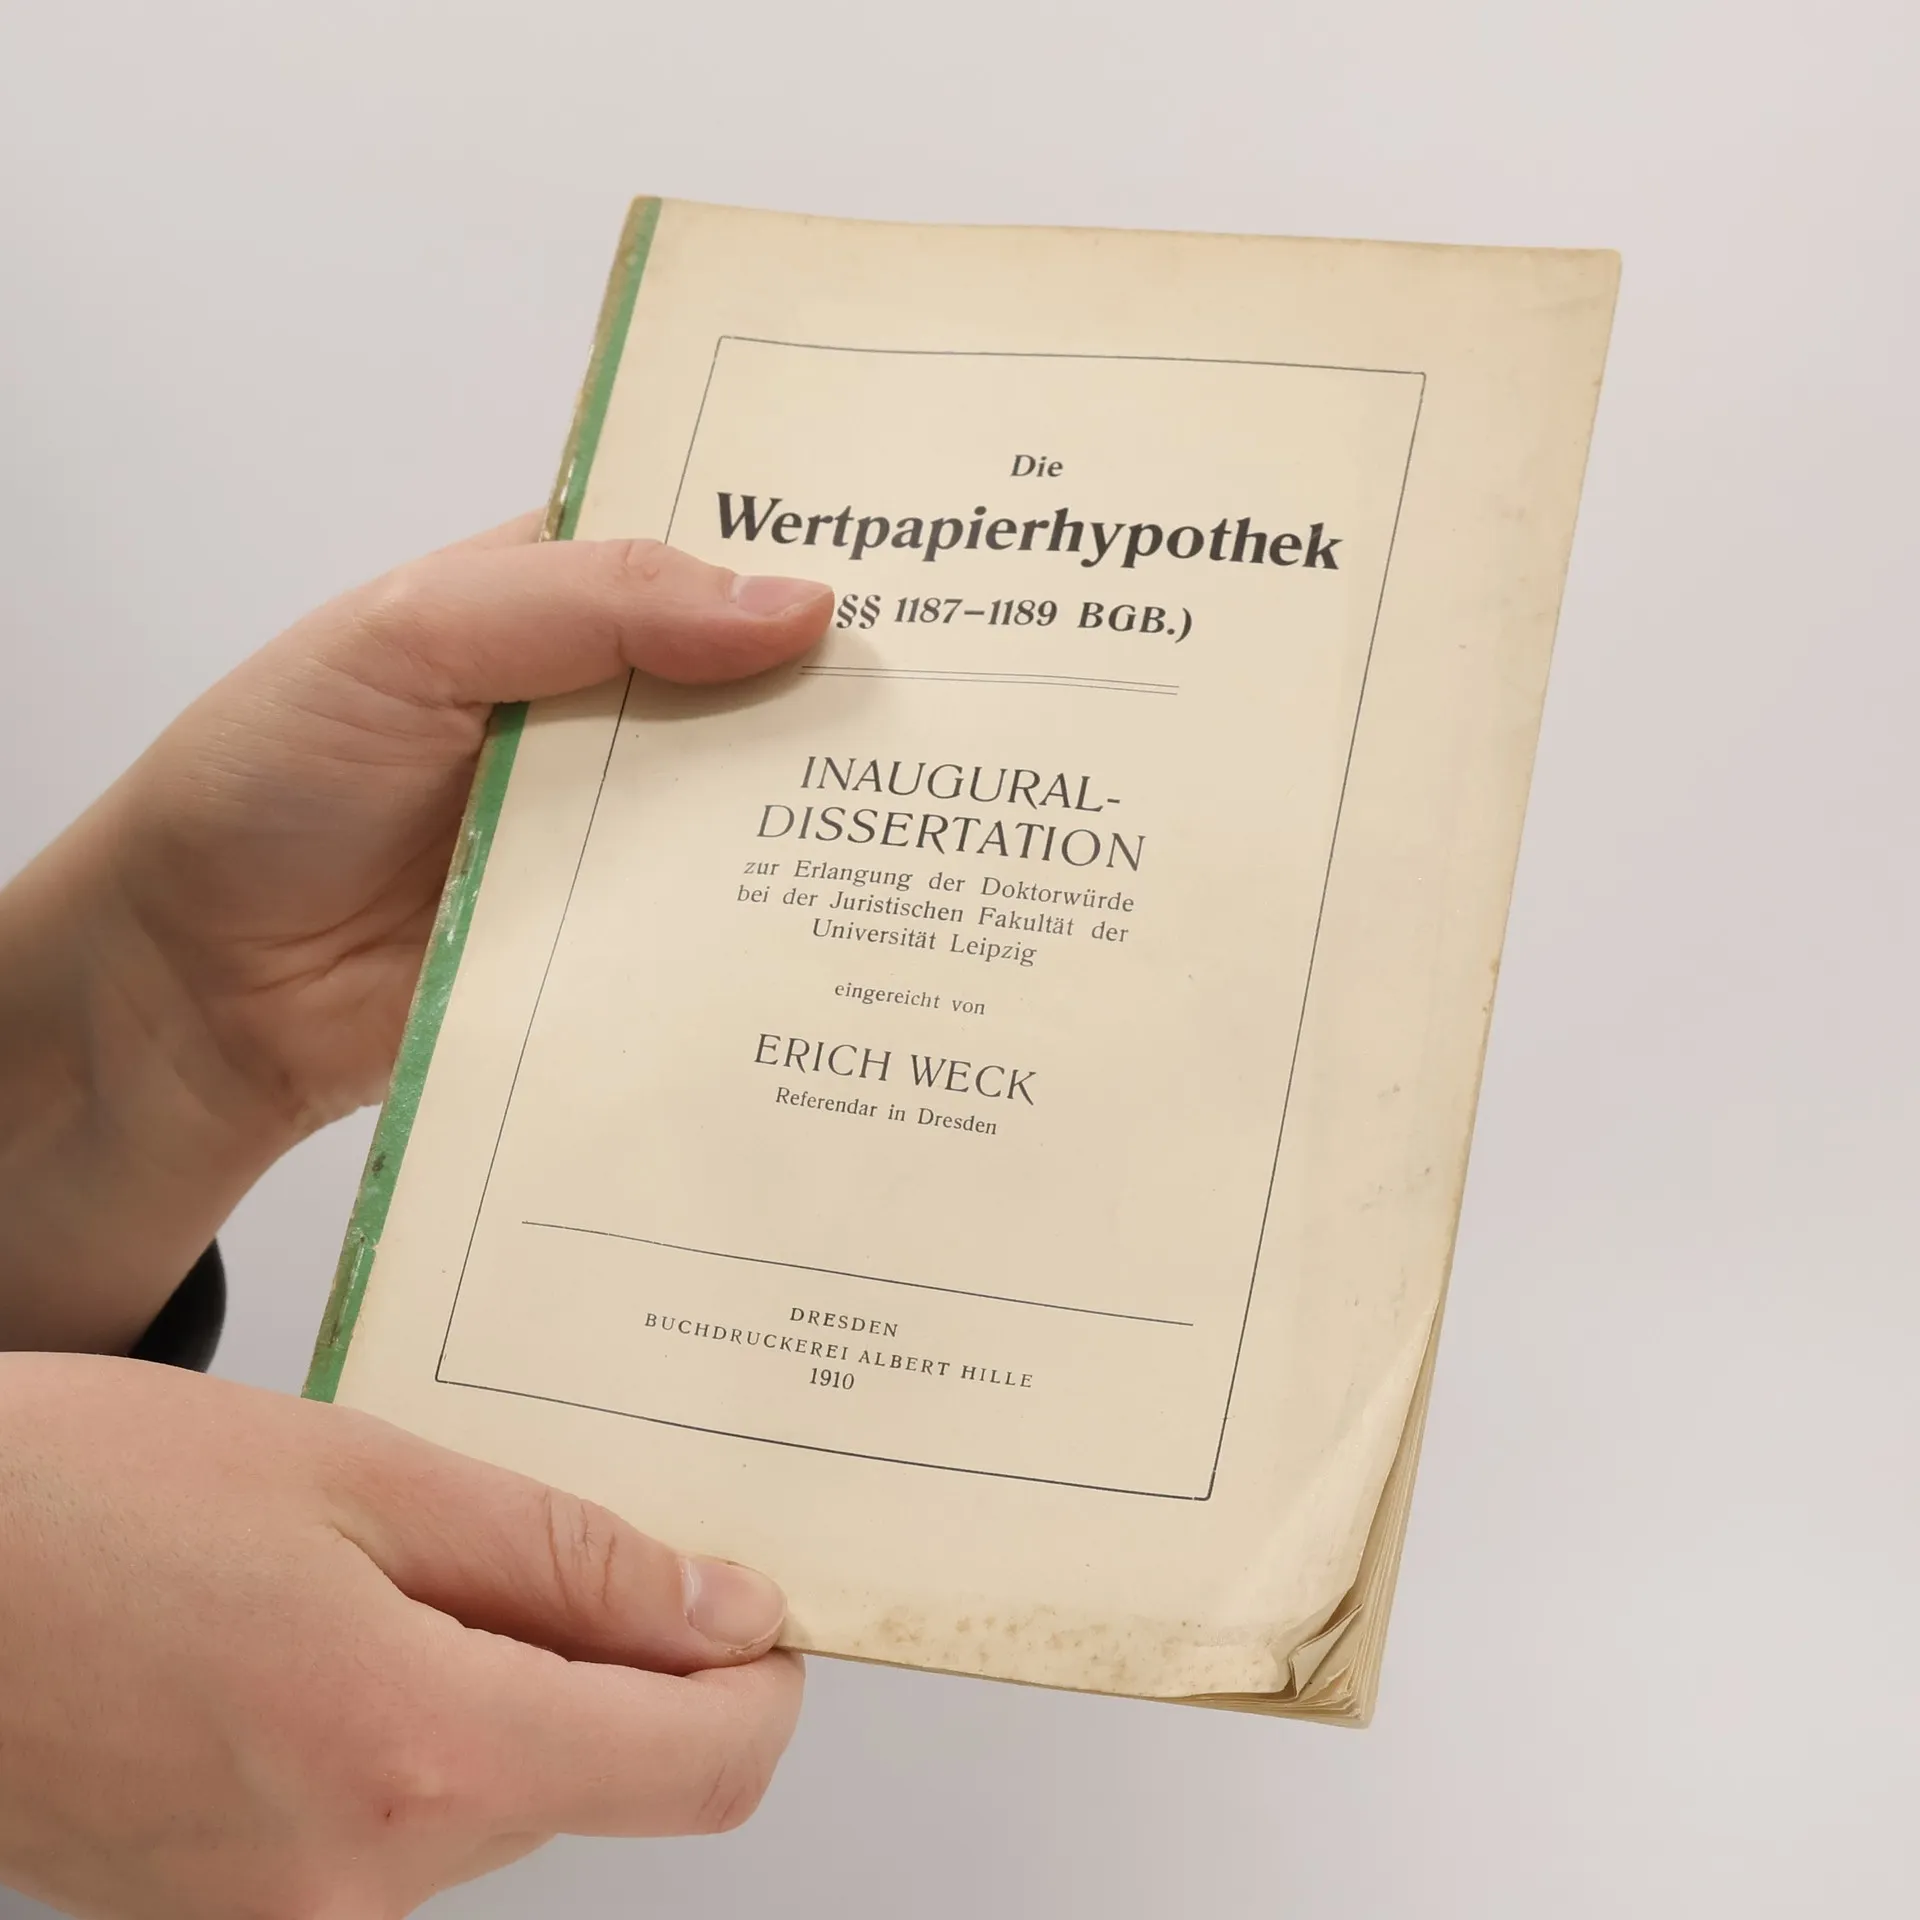 Die
Wertpapierhypothek
§§ 1187–1189 BGB.)
INAUGURAL-
DISSERTATION
zur Erlangung der Doktorwürde
bei der Juristischen Fakultät der
Universität Leipzig
eingereicht von
ERICH WECK
Referendar in Dresden
DRESDEN
BUCHDRUCKEREI ALBERT HILLE
1910